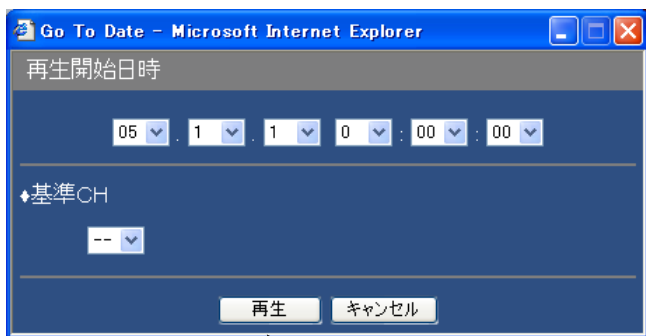 Go To Date - Microsoft Internet Explorer
再生開始日時
05 . 1 . 1 0 : 00 : 00
♦基準CH
--
再生 キャンセル